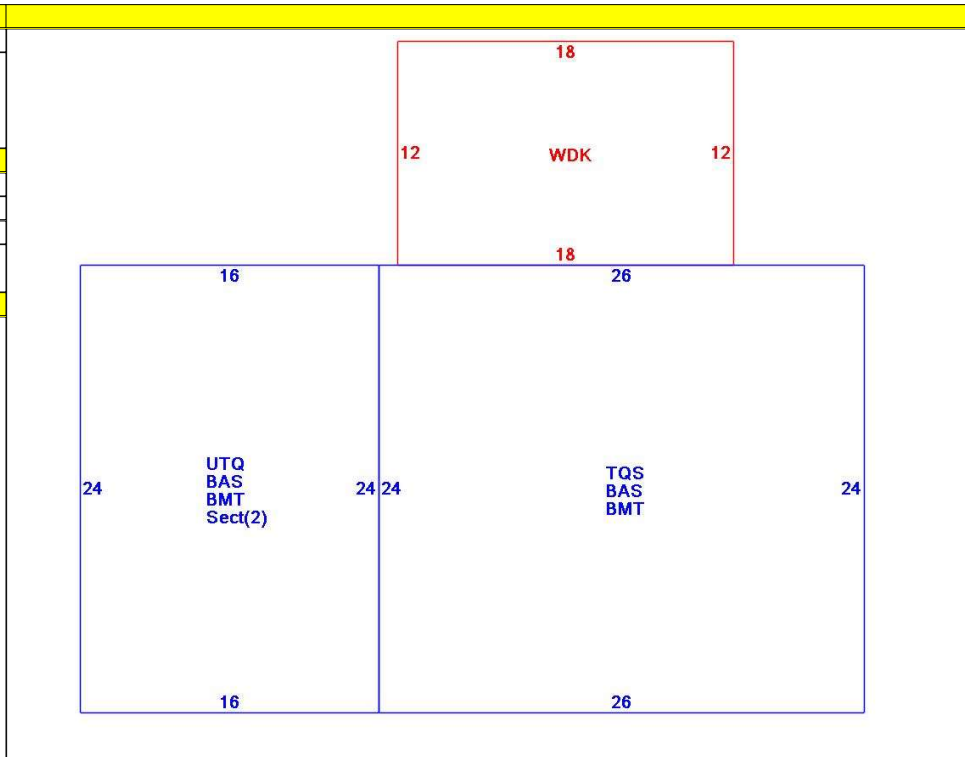 18
12 WDK 12
18
16 26
UTQ
BAS
BMT
Sect(2)
24 24
TQS
BAS
BMT
24 24
16 26